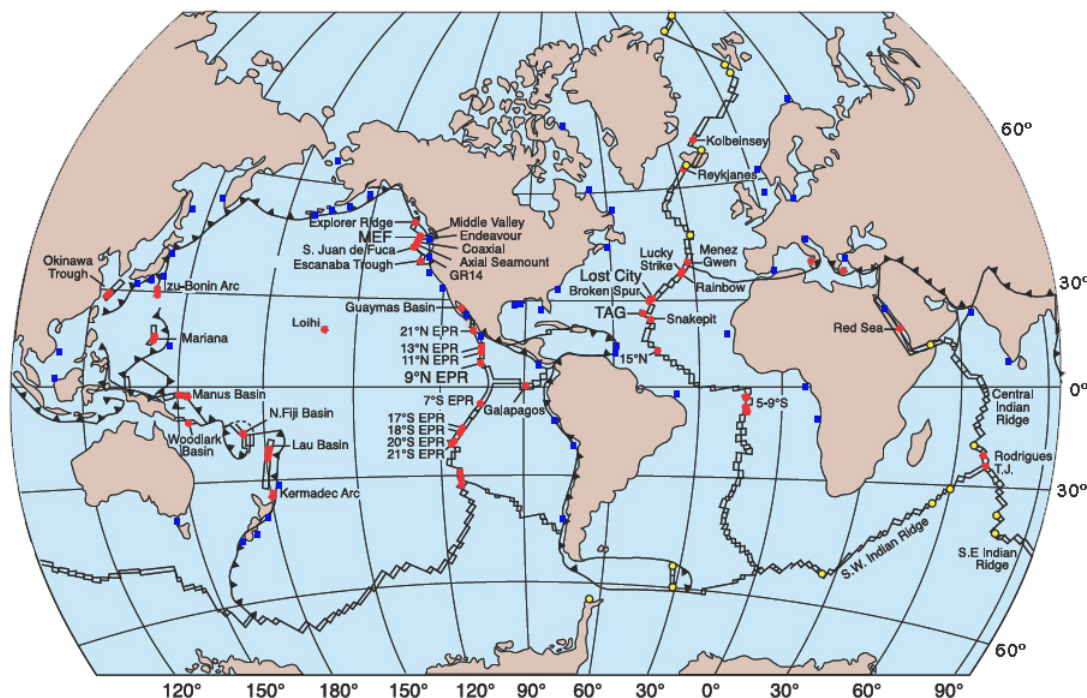 60°
Kolbeinsey
Reykjanes
Explorer Ridge
Middle Valley
MEF
Endeavour
S. Juan de Fuca
Coaxial
Escanaba Trough
Axial Seamount
GR14
Okinawa
Trough
Izu-Bonin Arc
Lucky
Strike
Menez
Gwen
Lost City
Rainbow
Broken Spur
30°
Guaymas Basin
Loihi
TAG
Snakepit
21°N EPR
Red Sea
Mariana
13°N EPR
15°N
11°N EPR
9°N EPR
0°
Manus Basin
Galapagos
7°S EPR
5-9°S
Central
Indian
Ridge
N.Fiji Basin
17°S EPR
18°S EPR
Woodlark
Basin
Lau Basin
20°S EPR
21°S EPR
Rodrigues
T.J.
Kermadec Arc
30°
S.W. Indian Ridge
S.E Indian
Ridge
60°
120° 150° 180° 150° 120° 90° 60° 30° 0° 30° 60° 90°